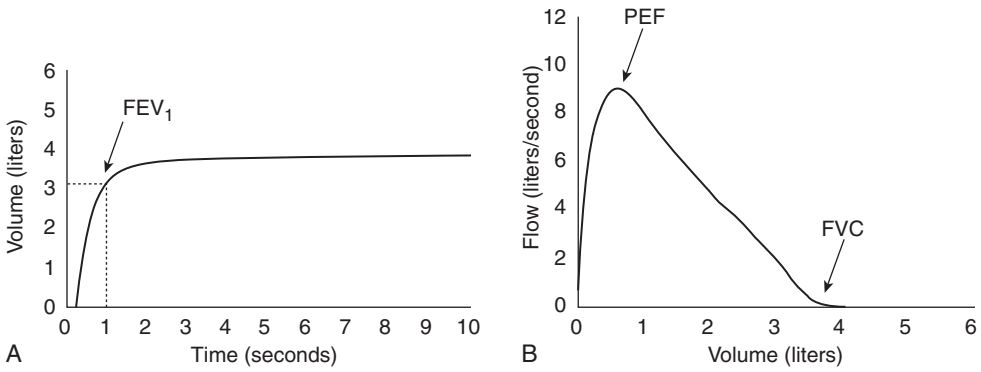 6
5
4
3
2
1
0
Volume (liters)
FEV1
0 1 2 3 4 5 6 7 8 9 10
Time (seconds)
A
12
10
8
6
4
2
0
Flow (liters/second)
PEF
FVC
0 1 2 3 4 5 6
Volume (liters)
B